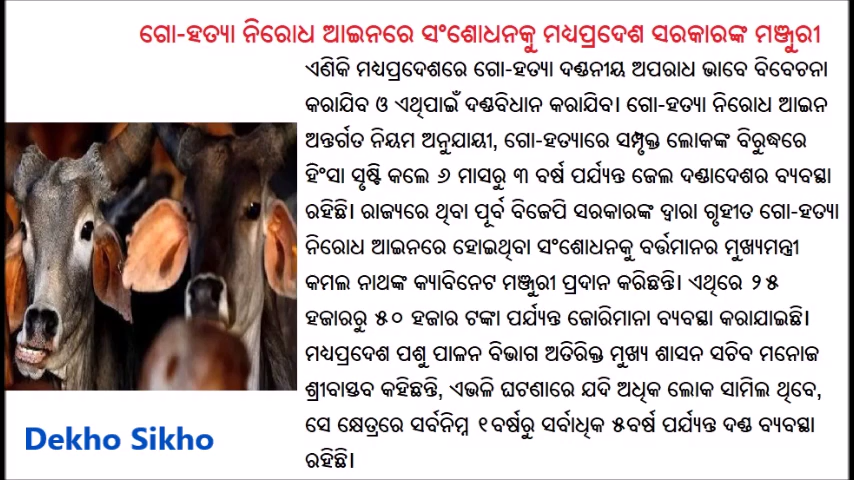 ଗୋ-ହତ୍ୟା ନିରୋଧ ଆଇନରେ ସଂଶୋଧନକୁ ମଧ୍ୟପ୍ରଦେଶ ସରକାରଙ୍କ ମଞ୍ଜୁରୀ
ଏଣିକି ମଧ୍ୟପ୍ରଦେଶରେ ଗୋ-ହତ୍ୟା ଦଣ୍ଡନୀୟ ଅପରାଧ ଭାବେ ବିବେଚନା
କରାଯିବ ଓ ଏଥିପାଇଁ ଦଣ୍ଡବିଧାନ କରାଯିବ। ଗୋ-ହତ୍ୟା ନିରୋଧ ଆଇନ
ଅନ୍ତର୍ଗତ ନିୟମ ଅନୁଯାୟୀ, ଗୋ-ହତ୍ୟାରେ ସମ୍ପୃକ୍ତ ଲୋକଙ୍କ ବିରୁଦ୍ଧରେ
ହିଂସା ସୃଷ୍ଟି କଲେ ୬ ମାସରୁ ୩ ବର୍ଷ ପର୍ଯ୍ୟନ୍ତ ଜେଲ ଦଣ୍ଡାଦେଶର ବ୍ୟବସ୍ଥା
ରହିଛି। ରାଜ୍ୟରେ ଥିବା ପୂର୍ବ ବିଜେପି ସରକାରଙ୍କ ଦ୍ୱାରା ଗୃହୀତ ଗୋ-ହତ୍ୟା
ନିରୋଧ ଆଇନରେ ହୋଇଥିବା ସଂଶୋଧନକୁ ବର୍ତ୍ତମାନର ମୁଖ୍ୟମନ୍ତ୍ରୀ
କମଲ ନାଥଙ୍କ କ୍ୟାବିନେଟ ମଞ୍ଜୁରୀ ପ୍ରଦାନ କରିଛନ୍ତି। ଏଥିରେ ୨୫
ହଜାରରୁ ୫୦ ହଜାର ଟଙ୍କା ପର୍ଯ୍ୟନ୍ତ ଜୋରିମାନା ବ୍ୟବସ୍ଥା କରାଯାଇଛି।
ମଧ୍ୟପ୍ରଦେଶ ପଶୁ ପାଳନ ବିଭାଗ ଅତିରିକ୍ତ ମୁଖ୍ୟ ଶାସନ ସଚିବ ମନୋଜ
ଶ୍ରୀବାସ୍ତବ କହିଛନ୍ତି, ଏଭଳି ଘଟଣାରେ ଯଦି ଅଧିକ ଲୋକ ସାମିଲ ଥିବେ,
ସେ କ୍ଷେତ୍ରରେ ସର୍ବନିମ୍ନ ୧ବର୍ଷରୁ ସର୍ବାଧିକ ୫ବର୍ଷ ପର୍ଯ୍ୟନ୍ତ ଦଣ୍ଡ ବ୍ୟବସ୍ଥା
ରହିଛି।
Dekho Sikho